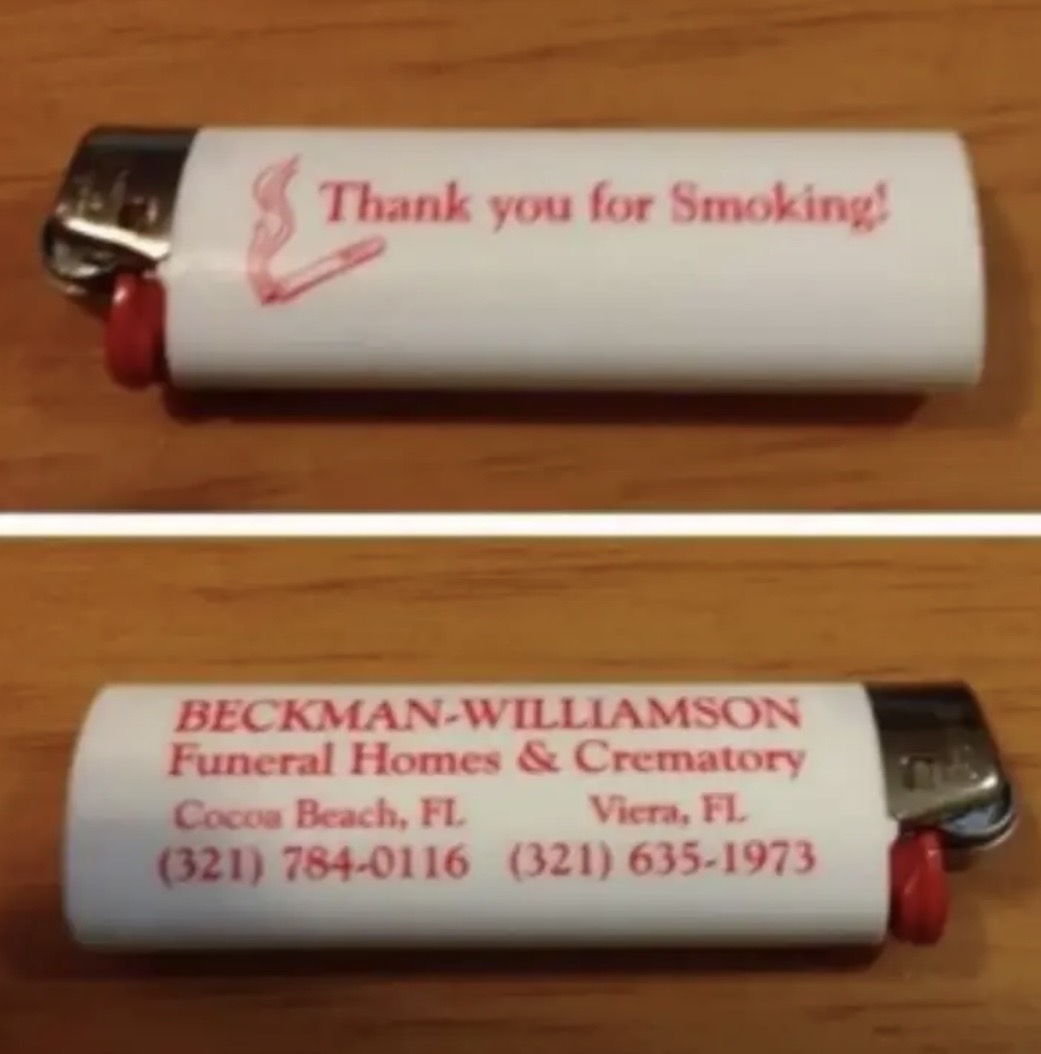 Thank you for Smoking!
BECKMAN-WILLIAMSON
Funeral Homes & Crematory
Cocoa Beach, FL Viera, FL
(321) 784-0116 (321) 635-1973